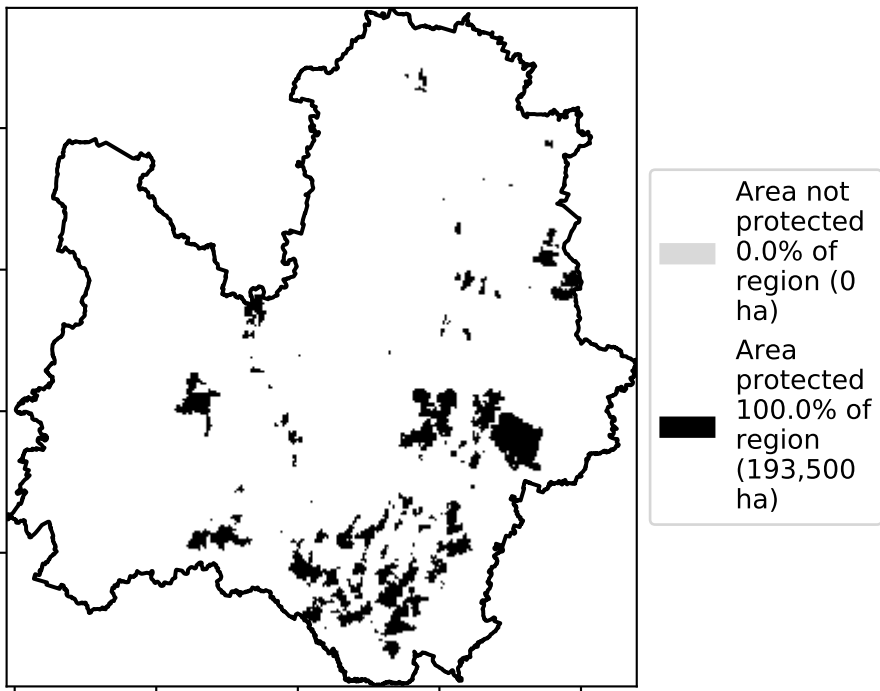 Area not
protected
0.0% of
region (0
ha)
Area
protected
100.0% of
region
(193,500
ha)